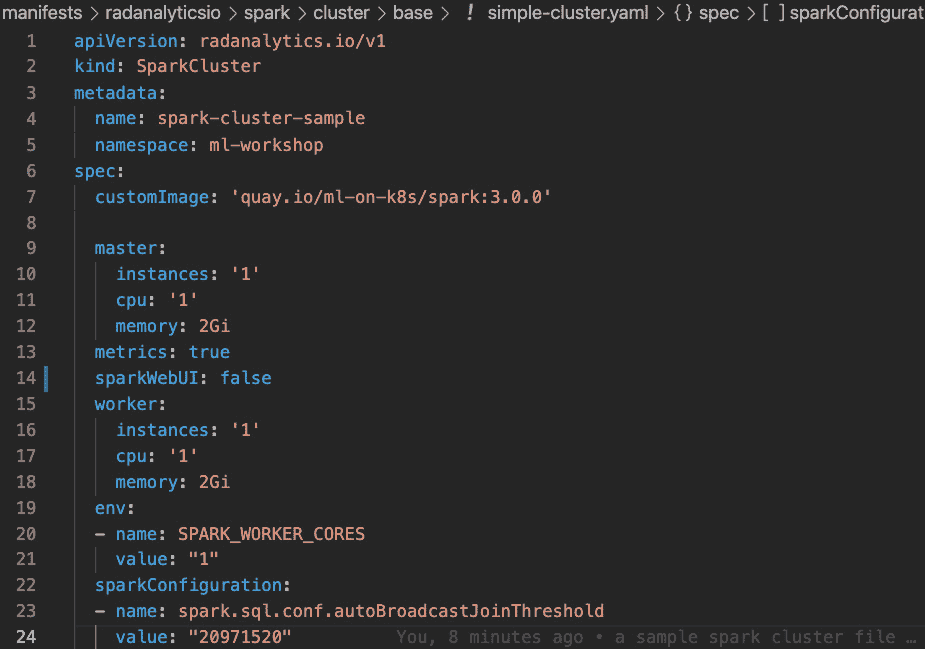 manifests > radanalyticsio > spark > cluster > base > ! simple-cluster.yaml > {} spec > [ ] sparkConfigurat
1 apiVersion: radanalytics.io/v1
2 kind: SparkCluster
3 metadata:
4   name: spark-cluster-sample
5   namespace: ml-workshop
6 spec:
7   customImage: 'quay.io/ml-on-k8s/spark:3.0.0'
8
9   master:
10     instances: '1'
11     cpu: '1'
12     memory: 2Gi
13   metrics: true
14   sparkWebUI: false
15   worker:
16     instances: '1'
17     cpu: '1'
18     memory: 2Gi
19   env:
20   - name: SPARK_WORKER_CORES
21     value: "1"
22   sparkConfiguration:
23   - name: spark.sql.conf.autoBroadcastJoinThreshold
24     value: "20971520" You, 8 minutes ago • a sample spark cluster file …